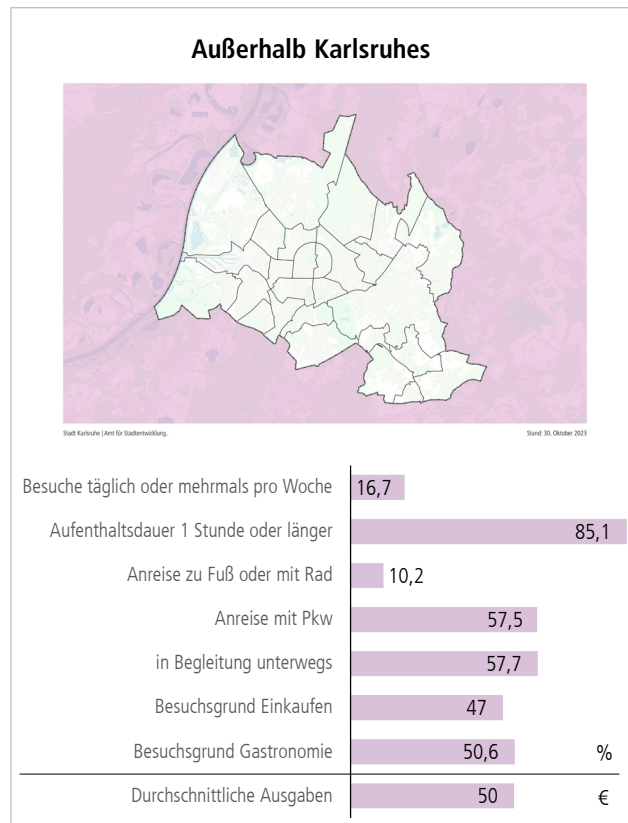 Außerhalb Karlsruhes
Stadt Karlsruhe | Amt für Stadtentwicklung.
Stand: 30. Oktober 2023
Besuche täglich oder mehrmals pro Woche 16,7
Aufenthaltsdauer 1 Stunde oder länger 85,1
Anreise zu Fuß oder mit Rad 10,2
Anreise mit Pkw 57,5
in Begleitung unterwegs 57,7
Besuchsgrund Einkaufen 47
Besuchsgrund Gastronomie 50,6 %
Durchschnittliche Ausgaben 50 €